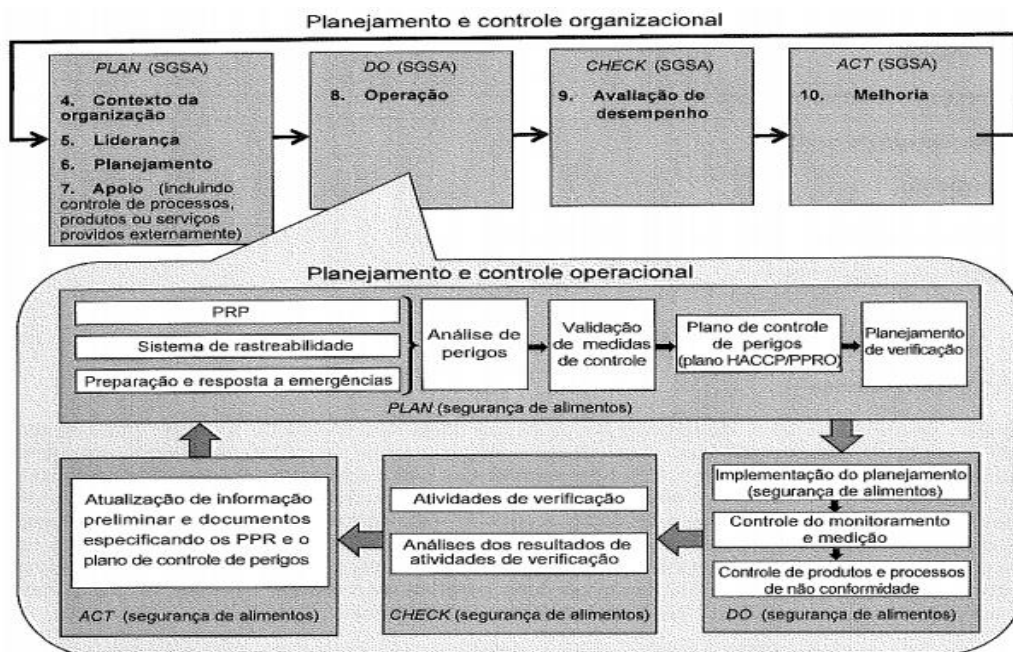 Planejamento e controle organizacional
PLAN (SGSA)
4. Contexto da
organização
5. Liderança
6. Planejamento
7. Apoio (incluindo
controle de processos,
produtos ou serviços
providos externamente)
DO (SGSA)
8. Operação
CHECK (SGSA)
9. Avaliação de
desempenho
ACT (SGSA)
10. Melhoria
Planejamento e controle operacional
PRP
Sistema de rastreabilidade
Preparação e resposta a emergências
Análise de
perigos
Validação
de medidas
de controle
Plano de controle
de perigos
(plano HACCP/PPRO)
Planejamento
de verificação
PLAN (segurança de alimentos)
Implementação do planejamento
(segurança de alimentos)
Controle do monitoramento
e medição
Controle de produtos e processos
de não conformidade
DO (segurança de alimentos)
Atividades de verificação
Análises dos resultados de
atividades de verificação
CHECK (segurança de alimentos)
Atualização de informação
preliminar e documentos
especificando os PPR e o
plano de controle de perigos
ACT (segurança de alimentos)